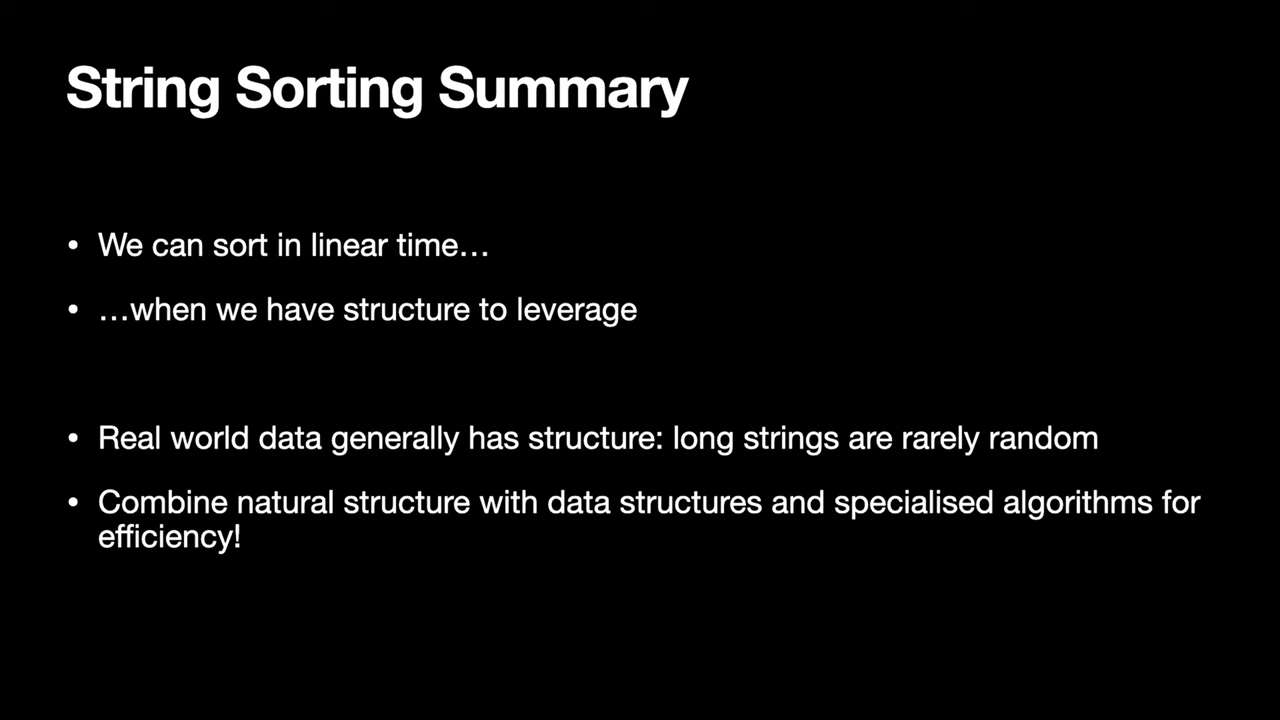 String Sorting Summary
• We can sort in linear time…
• …when we have structure to leverage
• Real world data generally has structure: long strings are rarely random
• Combine natural structure with data structures and specialised algorithms for
efficiency!